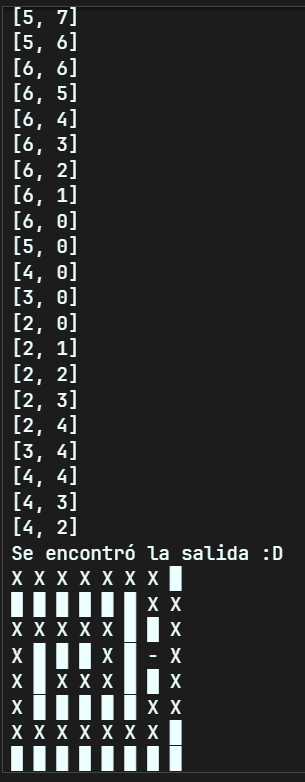 [5, 7]
[5, 6]
[6, 6]
[6, 5]
[6, 4]
[6, 3]
[6, 2]
[6, 1]
[6, 0]
[5, 0]
[4, 0]
[3, 0]
[2, 0]
[2, 1]
[2, 2]
[2, 3]
[2, 4]
[3, 4]
[4, 4]
[4, 3]
[4, 2]
Se encontró la salida :D
X X X X X X X █
█ █ █ █ █ █ X X
X X X X X █ █ X
X █ █ █ X █ - X
X █ X X X █ █ X
X █ █ █ █ █ X X
X X X X X X X █
█ █ █ █ █ █ █ █